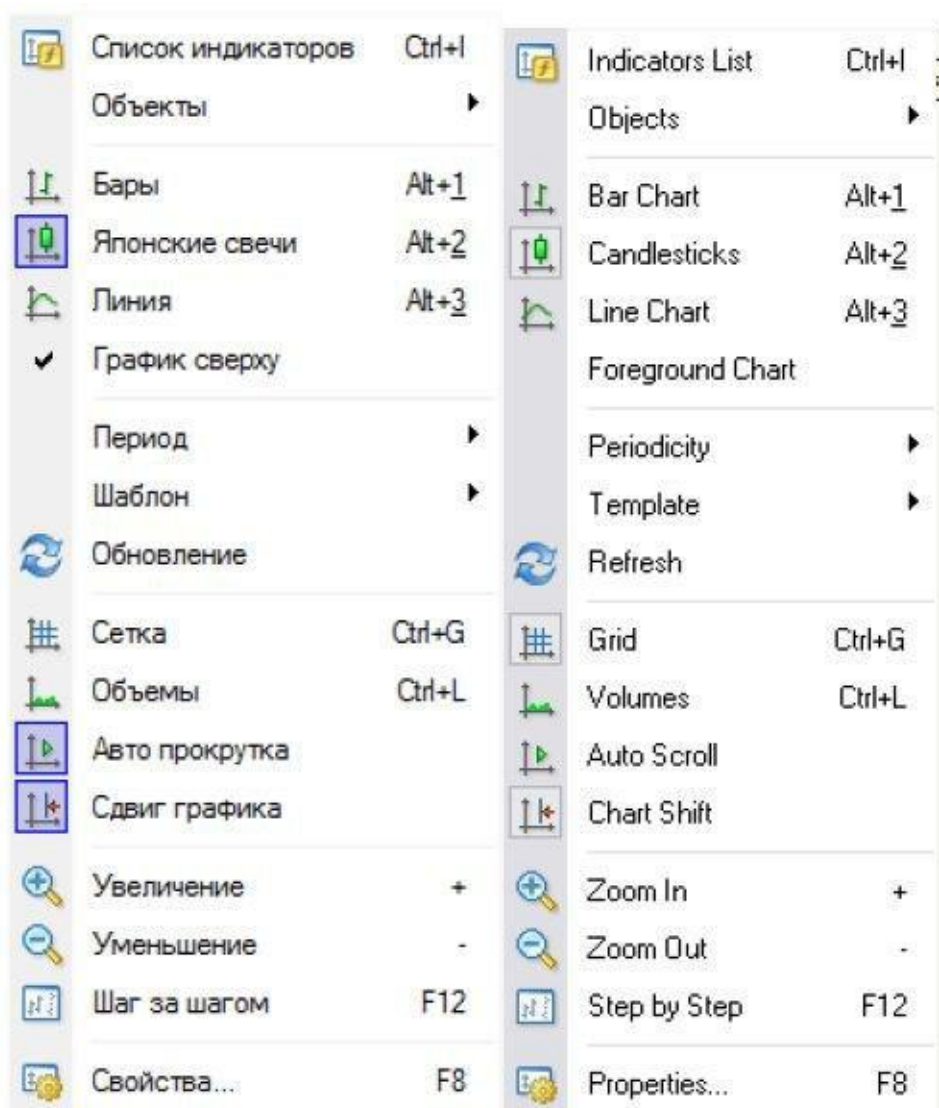 Список индикаторов Ctrl+I
Объекты
Бары Alt+1
Японские свечи Alt+2
Линия Alt+3
График сверху
Период
Шаблон
Обновление
Сетка Ctrl+G
Объемы Ctrl+L
Авто прокрутка
Сдвиг графика
Увеличение +
Уменьшение -
Шаг за шагом F12
Свойства... F8
Indicators List Ctrl+I
Objects
Bar Chart Alt+1
Candlesticks Alt+2
Line Chart Alt+3
Foreground Chart
Periodicity
Template
Refresh
Grid Ctrl+G
Volumes Ctrl+L
Auto Scroll
Chart Shift
Zoom In +
Zoom Out -
Step by Step F12
Properties... F8